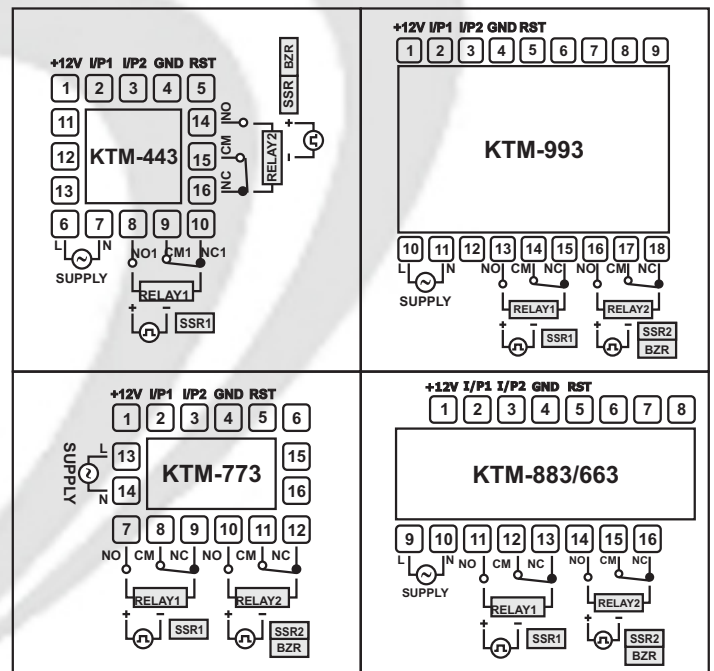 +12V I/P1 I/P2 GND RST
1 2 3 4 5
11
12
13
KTM-443
14 NO
15 CM
16 NC
RELAY2
+
-
SSR BZR
6 7 8 9 10
L N
SUPPLY
NO1 CM1 NC1
RELAY1
+ -
SSR1
+12V I/P1 I/P2 GND RST
1 2 3 4 5 6 7 8 9
KTM-993
10 11 12 13 14 15 16 17 18
L N NO CM NC NO CM NC
SUPPLY
RELAY1 RELAY2
+ - + -
SSR1 SSR2
BZR
+12V I/P1 I/P2 GND RST
1 2 3 4 5 6
SUPPLY
L 13
N 14
KTM-773
15
16
7 8 9 10 11 12
NO CM NC NO CM NC
RELAY1 RELAY2
+ - + -
SSR1 SSR2
BZR
+12V I/P1 I/P2 GND RST
1 2 3 4 5 6 7 8
KTM-883/663
9 10 11 12 13 14 15 16
L N NO CM NC NO CM NC
SUPPLY
RELAY1 RELAY2
+ - + -
SSR1 SSR2
BZR